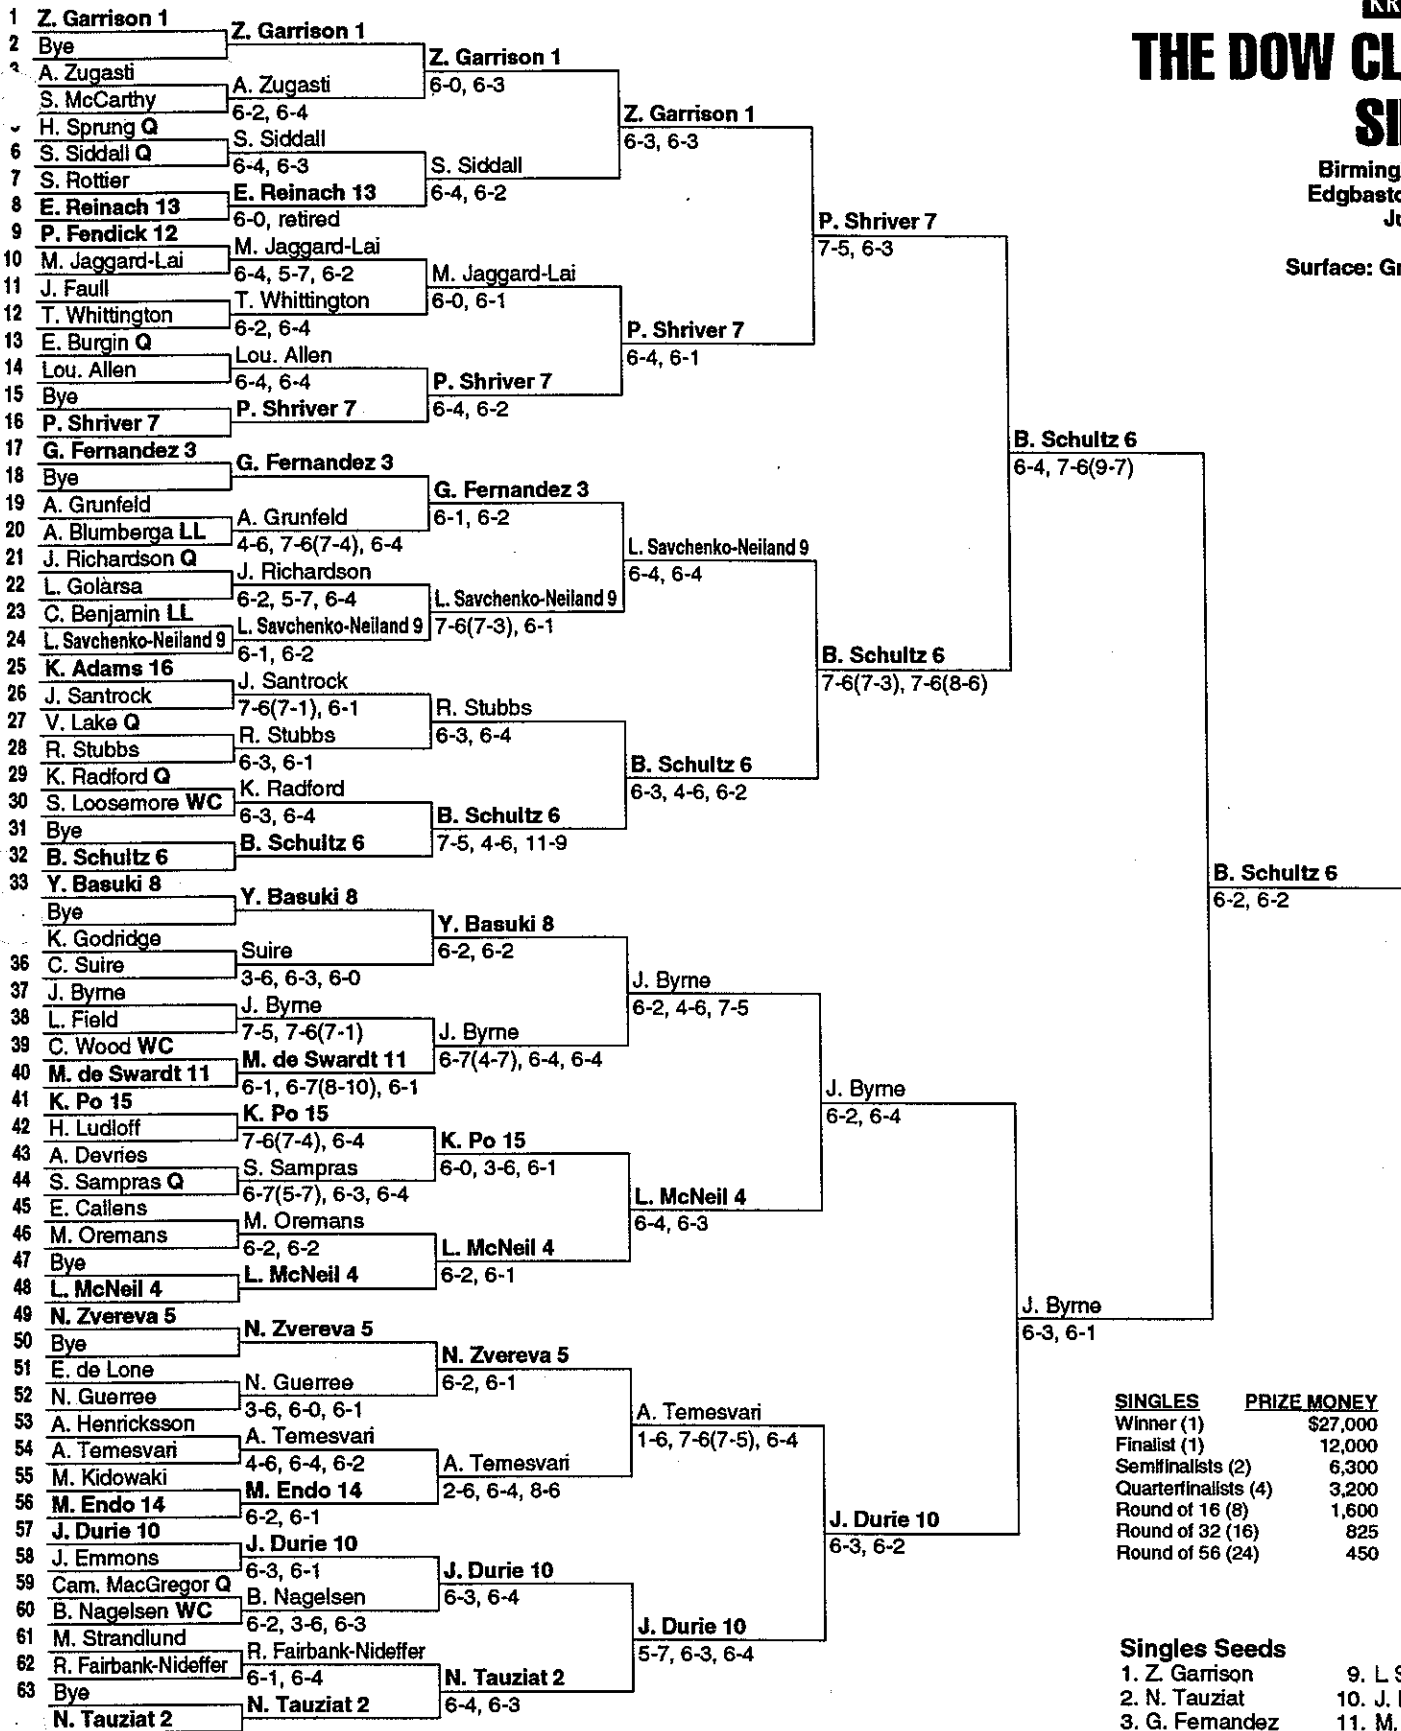 KR
THE DOW CL
SI
Birming
Edgbasto
Ju
Surface: Gr
1 Z. Garrison 1
2 Bye
3 A. Zugasti
S. McCarthy
H. Sprung Q
6 S. Siddall Q
7 S. Rottier
8 E. Reinach 13
9 P. Fendick 12
10 M. Jaggard-Lai
11 J. Faull
12 T. Whittington
13 E. Burgin Q
14 Lou. Allen
15 Bye
16 P. Shriver 7
17 G. Fernandez 3
18 Bye
19 A. Grunfeld
20 A. Blumberga LL
21 J. Richardson Q
22 L. Golàrsa
23 C. Benjamin LL
24 L. Savchenko-Neiland 9
25 K. Adams 16
26 J. Santrock
27 V. Lake Q
28 R. Stubbs
29 K. Radford Q
30 S. Loosemore WC
31 Bye
32 B. Schultz 6
33 Y. Basuki 8
Bye
K. Godridge
36 C. Suire
37 J. Byrne
38 L. Field
39 C. Wood WC
40 M. de Swardt 11
41 K. Po 15
42 H. Ludloff
43 A. Devries
44 S. Sampras Q
45 E. Callens
46 M. Oremans
47 Bye
48 L. McNeil 4
49 N. Zvereva 5
50 Bye
51 E. de Lone
52 N. Guerree
53 A. Henricksson
54 A. Temesvari
55 M. Kidowaki
56 M. Endo 14
57 J. Durie 10
58 J. Emmons
59 Cam. MacGregor Q
60 B. Nagelsen WC
61 M. Strandlund
62 R. Fairbank-Nideffer
63 Bye
N. Tauziat 2
Z. Garrison 1
A. Zugasti
6-2, 6-4
S. Siddall
6-4, 6-3
E. Reinach 13
6-0, retired
M. Jaggard-Lai
6-4, 5-7, 6-2
T. Whittington
6-2, 6-4
Lou. Allen
6-4, 6-4
P. Shriver 7
G. Fernandez 3
A. Grunfeld
4-6, 7-6(7-4), 6-4
J. Richardson
6-2, 5-7, 6-4
L. Savchenko-Neiland 9
6-1, 6-2
J. Santrock
7-6(7-1), 6-1
R. Stubbs
6-3, 6-1
K. Radford
6-3, 6-4
B. Schultz 6
Y. Basuki 8
Suire
3-6, 6-3, 6-0
J. Byrne
7-5, 7-6(7-1)
M. de Swardt 11
6-1, 6-7(8-10), 6-1
K. Po 15
7-6(7-4), 6-4
S. Sampras
6-7(5-7), 6-3, 6-4
M. Oremans
6-2, 6-2
L. McNeil 4
N. Zvereva 5
N. Guerree
3-6, 6-0, 6-1
A. Temesvari
4-6, 6-4, 6-2
M. Endo 14
6-2, 6-1
J. Durie 10
6-3, 6-1
B. Nagelsen
6-2, 3-6, 6-3
R. Fairbank-Nideffer
6-1, 6-4
N. Tauziat 2
Z. Garrison 1
6-0, 6-3
S. Siddall
6-4, 6-2
M. Jaggard-Lai
6-0, 6-1
P. Shriver 7
6-4, 6-2
G. Fernandez 3
6-1, 6-2
L. Savchenko-Neiland 9
7-6(7-3), 6-1
R. Stubbs
6-3, 6-4
B. Schultz 6
7-5, 4-6, 11-9
Y. Basuki 8
6-2, 6-2
J. Byrne
6-7(4-7), 6-4, 6-4
K. Po 15
6-0, 3-6, 6-1
L. McNeil 4
6-2, 6-1
N. Zvereva 5
6-2, 6-1
A. Temesvari
2-6, 6-4, 8-6
J. Durie 10
6-3, 6-4
N. Tauziat 2
6-4, 6-3
Z. Garrison 1
6-3, 6-3
P. Shriver 7
6-4, 6-1
L. Savchenko-Neiland 9
6-4, 6-4
B. Schultz 6
6-3, 4-6, 6-2
J. Byrne
6-2, 4-6, 7-5
L. McNeil 4
6-4, 6-3
A. Temesvari
1-6, 7-6(7-5), 6-4
J. Durie 10
5-7, 6-3, 6-4
P. Shriver 7
7-5, 6-3
B. Schultz 6
7-6(7-3), 7-6(8-6)
J. Byrne
6-2, 6-4
J. Durie 10
6-3, 6-2
B. Schultz 6
6-4, 7-6(9-7)
J. Byrne
6-3, 6-1
B. Schultz 6
6-2, 6-2
SINGLES PRIZE MONEY
Winner (1) $27,000
Finalist (1) 12,000
Semifinalists (2) 6,300
Quarterfinalists (4) 3,200
Round of 16 (8) 1,600
Round of 32 (16) 825
Round of 56 (24) 450
Singles Seeds
1. Z. Garrison 9. L S
2. N. Tauziat 10. J. 
3. G. Fernandez 11. M.